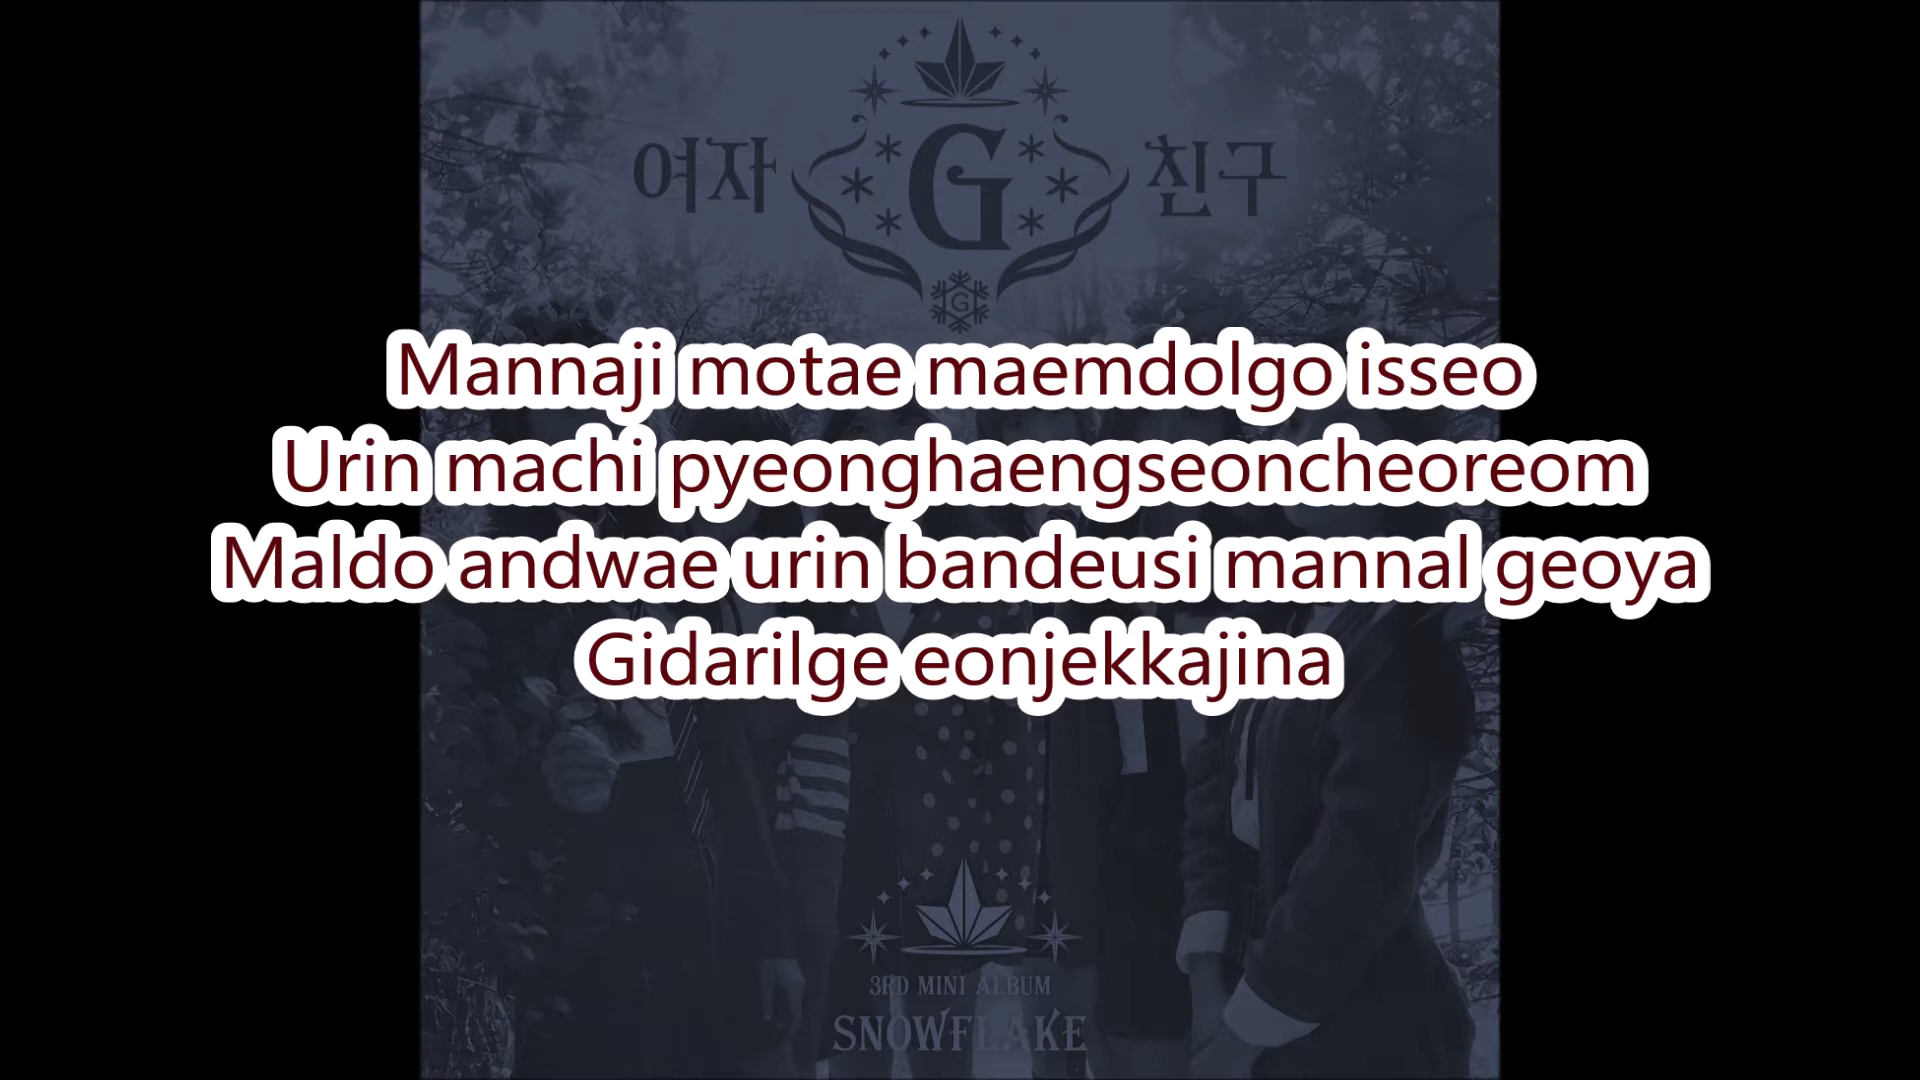 여자 G 친구
G
Mannaji motae maemdolgo isseo
Urin machi pyeonghaengseoncheoreom
Maldo andwae urin bandeusi mannal geoya
Gidarilge eonjekkajina
3RD MINI ALBUM
SNOWFLAKE